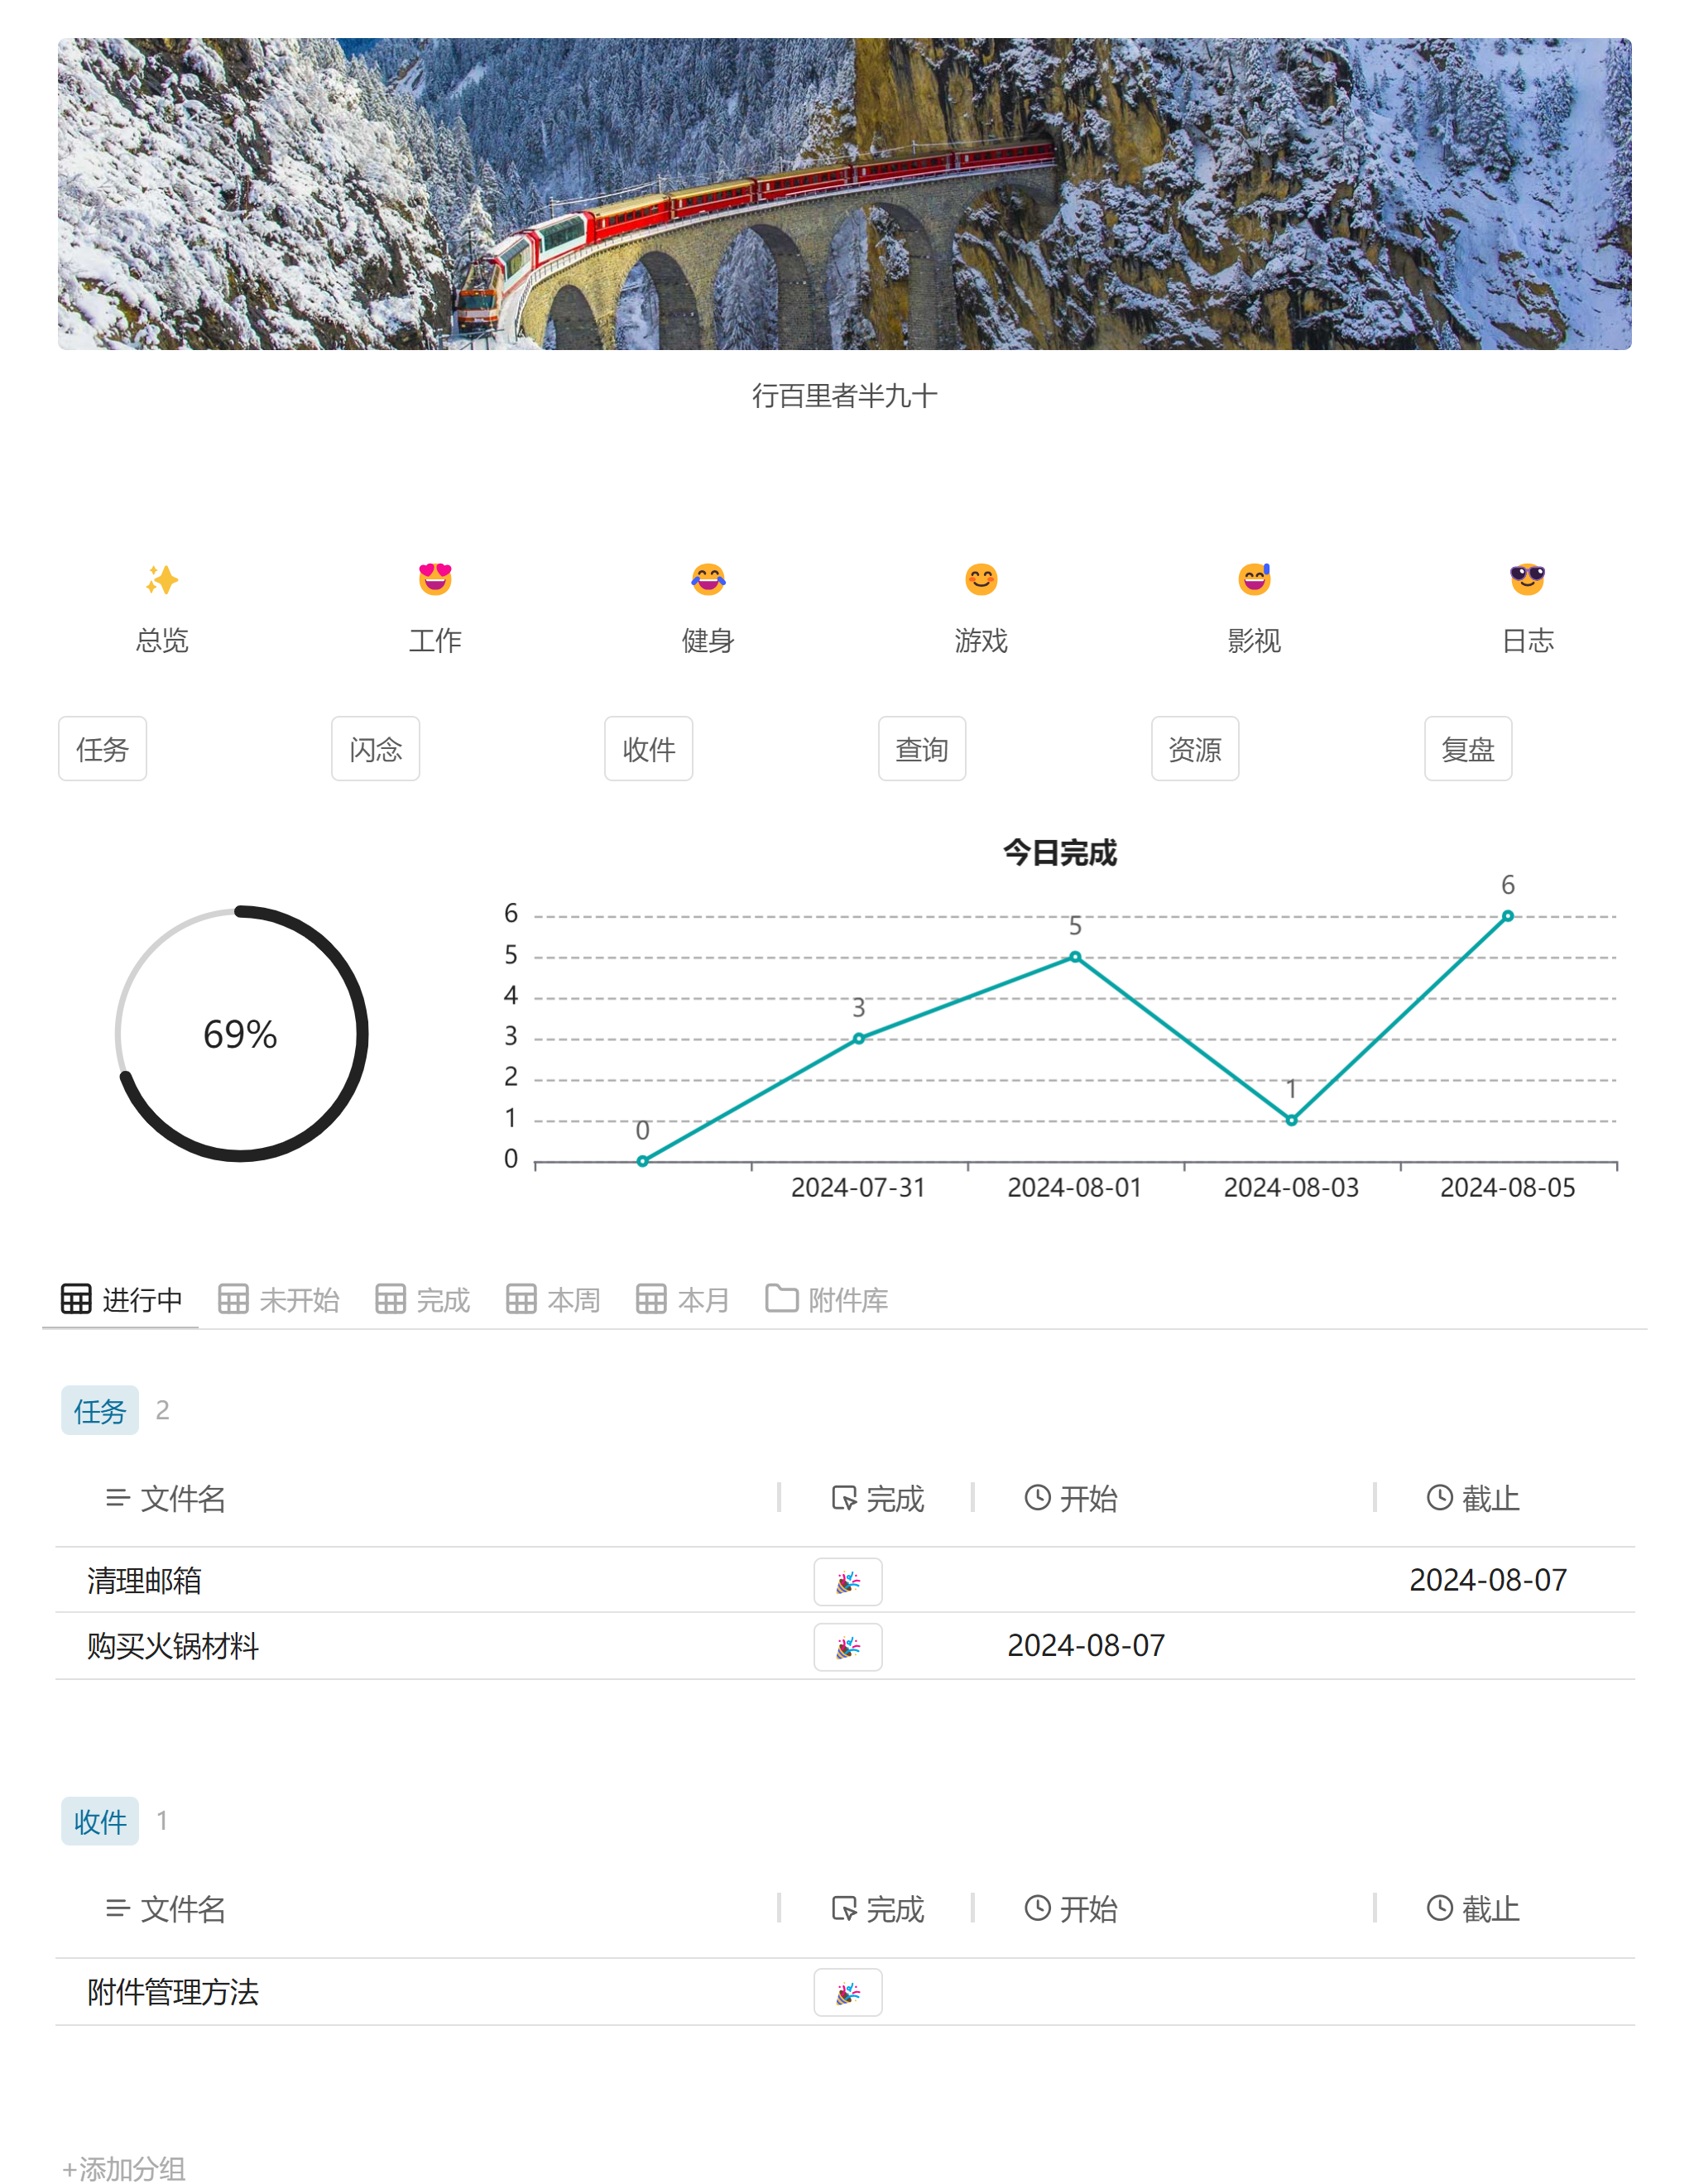 行百里者半九十
总览 工作 健身 游戏 影视 日志
任务 闪念 收件 查询 资源 复盘
今日完成
69%
6
5
4
3
2
1
0
0 3 5 1 6
2024-07-31 2024-08-01 2024-08-03 2024-08-05
进行中 未开始 完成 本周 本月 附件库
任务 2
文件名 完成 开始 截止
清理邮箱 2024-08-07
购买火锅材料 2024-08-07
收件 1
文件名 完成 开始 截止
附件管理方法
+添加分组